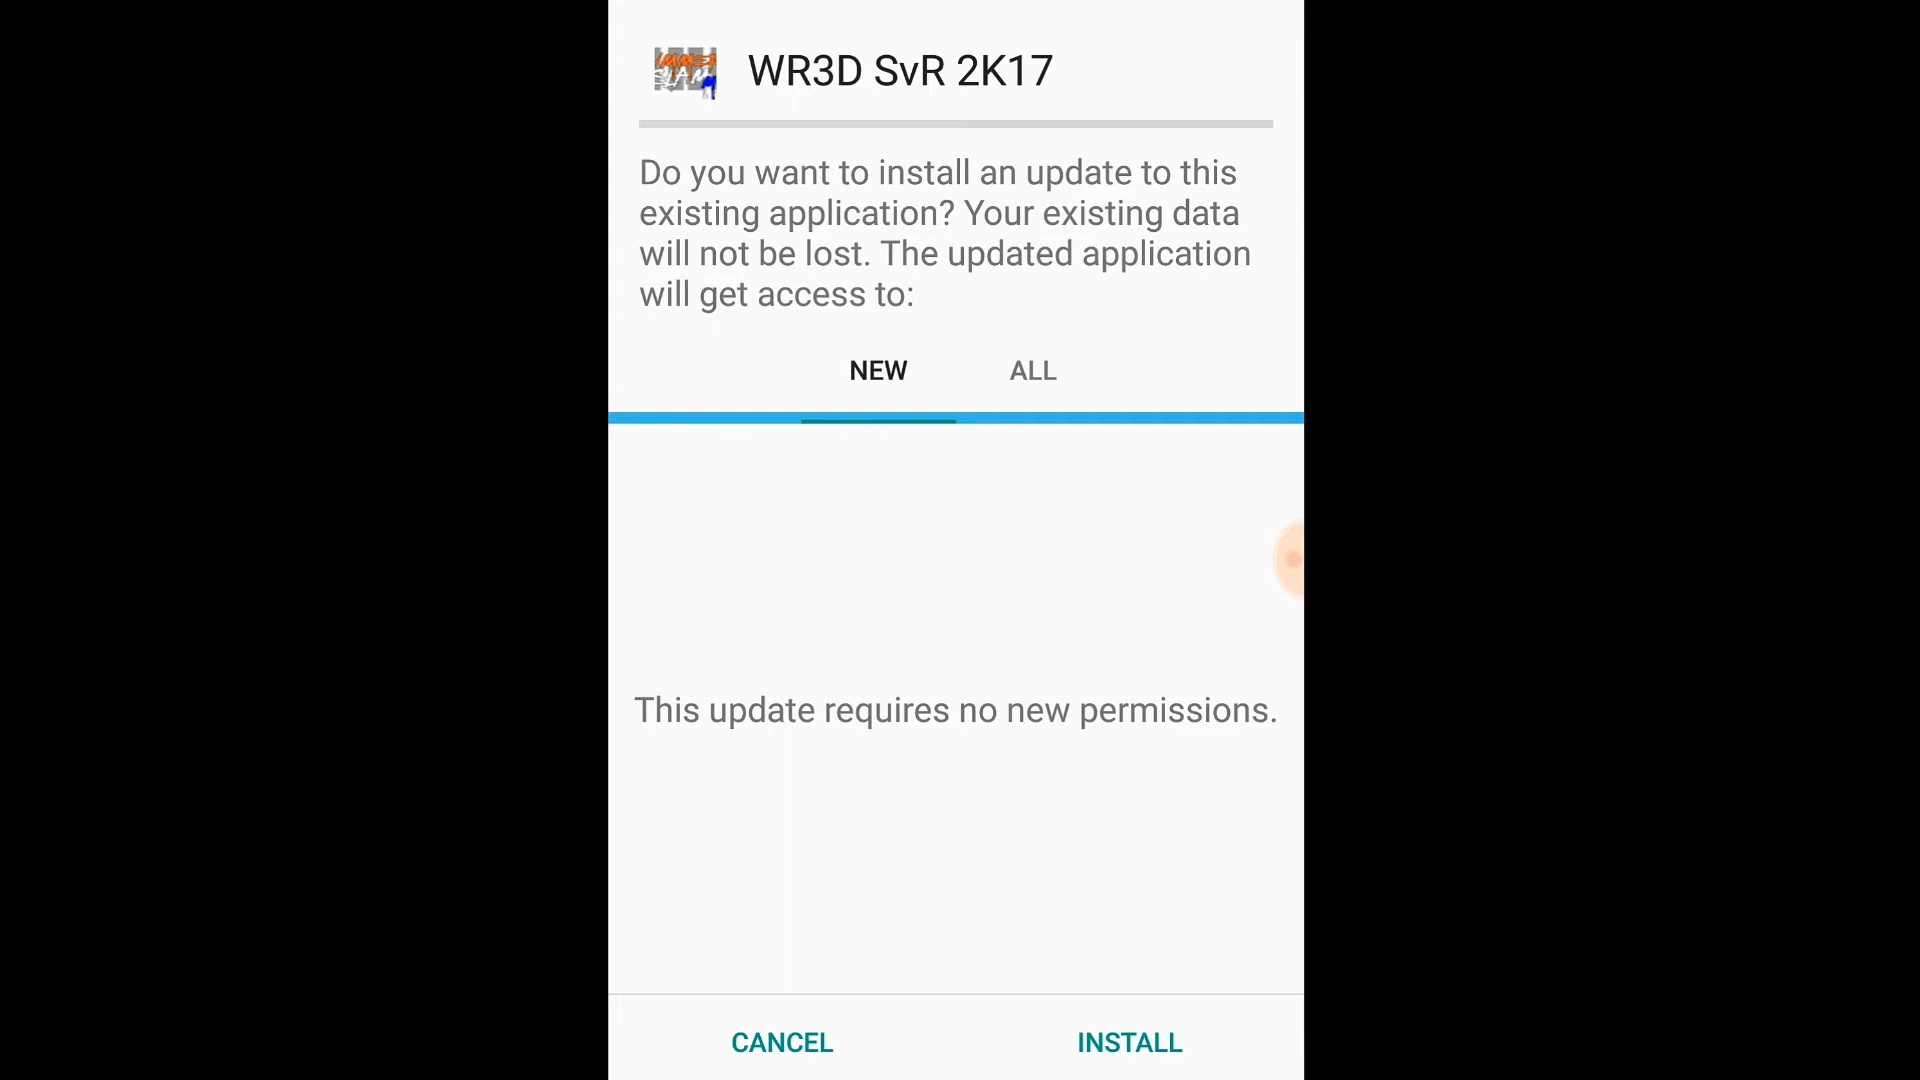 WR3D SvR 2K17
Do you want to install an update to this
existing application? Your existing data
will not be lost. The updated application
will get access to:
NEW ALL
This update requires no new permissions.
CANCEL INSTALL